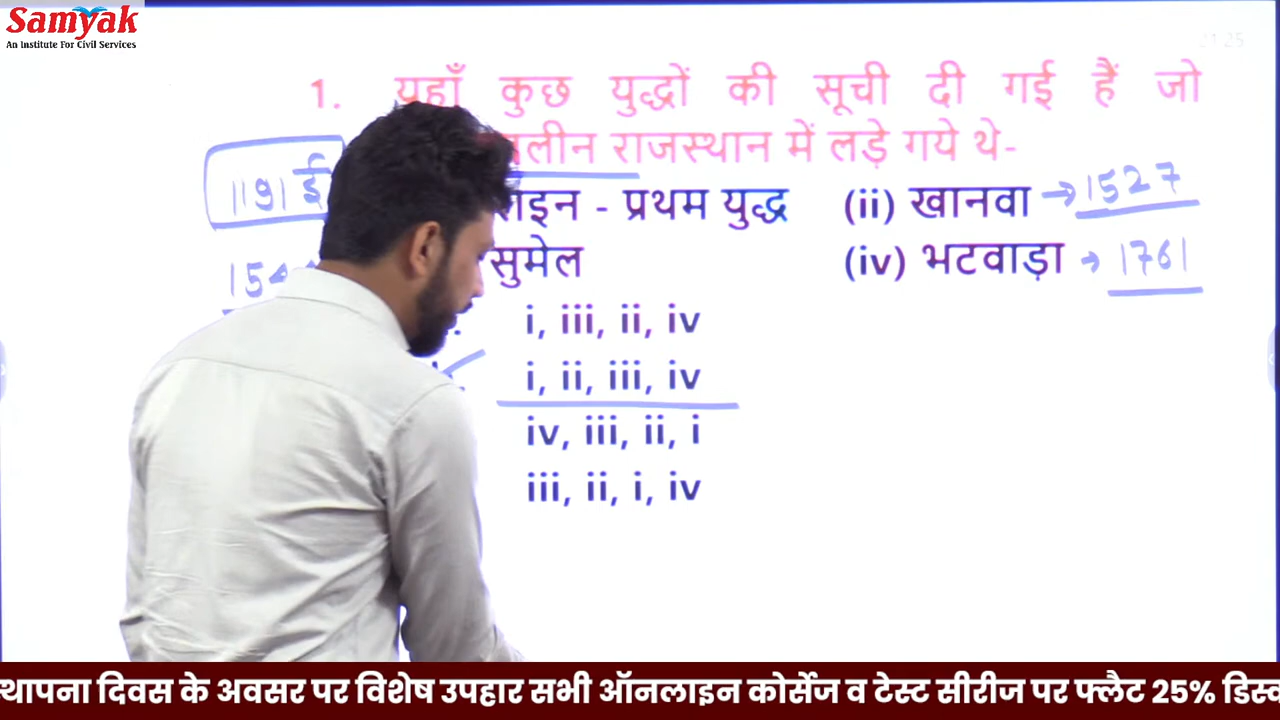 Samyak
An Institute For Civil Services
21:25
1. यहाँ कुछ युद्धों की सूची दी गई हैं जो
राजस्थान में लड़े गये थे-
1191 ई
- प्रथम युद्ध (ii) खानवा → 1527
सुमेल (iv) भटवाड़ा → 1761
i, iii, ii, iv
i, ii, iii, iv
iv, iii, ii, i
iii, ii, i, iv
स्थापना दिवस के अवसर पर विशेष उपहार सभी ऑनलाइन कोर्सेज व टेस्ट सीरीज पर फ्लैट 25%